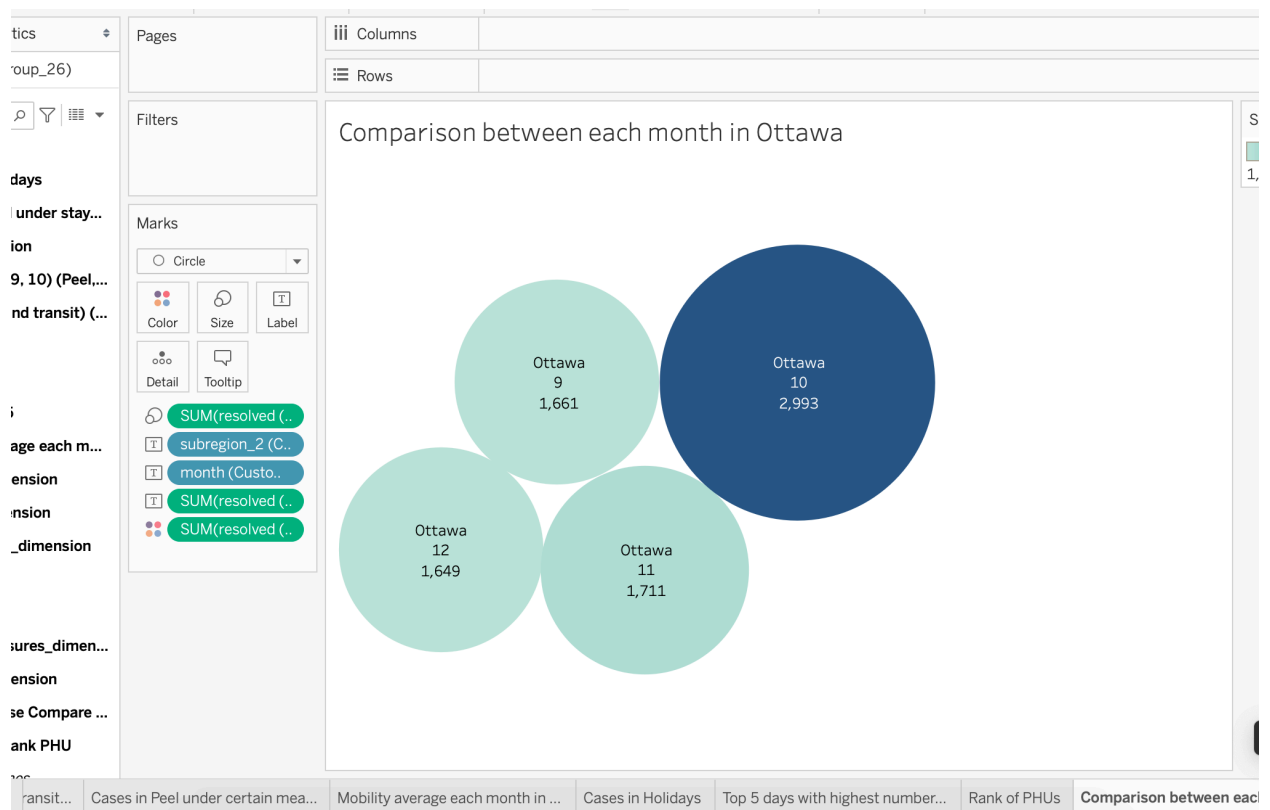 tics
Pages
Columns
roup_26)
Rows
Filters
Comparison between each month in Ottawa
S
1,
days
under stay...
ion
9, 10) (Peel,...
nd transit) (...
age each m...
ension
nsion
_dimension
sures_dimen...
ension
se Compare ...
ank PHU
Marks
Circle
Color
Size
Label
Detail
Tooltip
SUM(resolved (..
subregion_2 (C..
month (Custo..
SUM(resolved (..
SUM(resolved (..
Ottawa
9
1,661
Ottawa
10
2,993
Ottawa
12
1,649
Ottawa
11
1,711
ransit...
Cases in Peel under certain mea...
Mobility average each month in ...
Cases in Holidays
Top 5 days with highest number...
Rank of PHUs
Comparison between eac